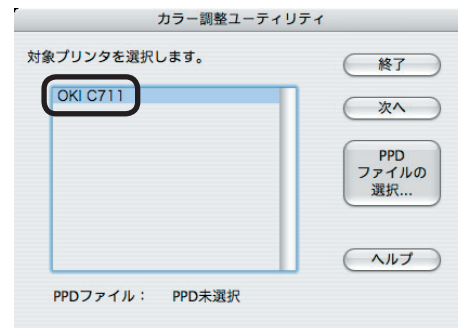 カラー調整ユーティリティ
対象プリンタを選択します。
OKI C711
終了
次へ
PPD
ファイルの
選択...
ヘルプ
PPDファイル： PPD未選択